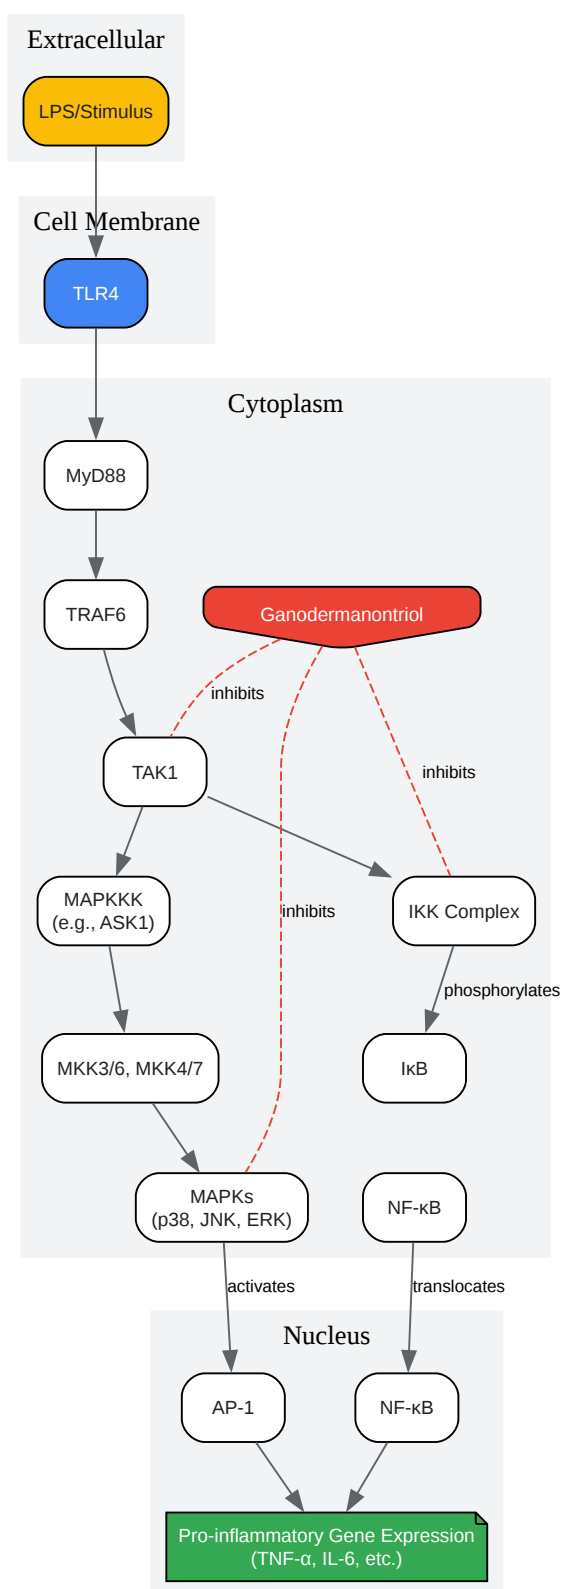 Extracellular
LPS/Stimulus
Cell Membrane
TLR4
Cytoplasm
MyD88
TRAF6
Ganodermanontriol
inhibits
TAK1
inhibits
MAPKKK
(e.g., ASK1)
inhibits
IKK Complex
phosphorylates
MKK3/6, MKK4/7
IκB
MAPKs
(p38, JNK, ERK)
NF-κB
activates
translocates
Nucleus
AP-1
NF-κB
Pro-inflammatory Gene Expression
(TNF-α, IL-6, etc.)